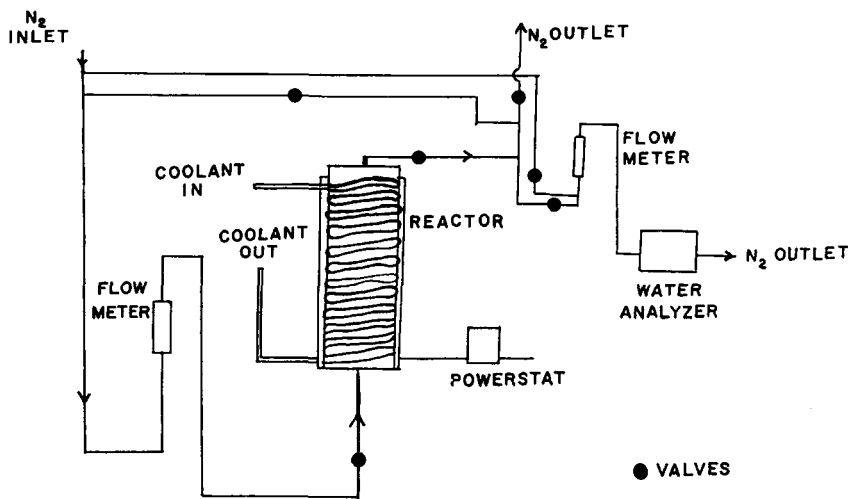 N₂
INLET
N₂ OUTLET
FLOW
METER
COOLANT
IN
COOLANT
OUT
REACTOR
FLOW
METER
N₂ OUTLET
WATER
ANALYZER
POWERSTAT
VALVES